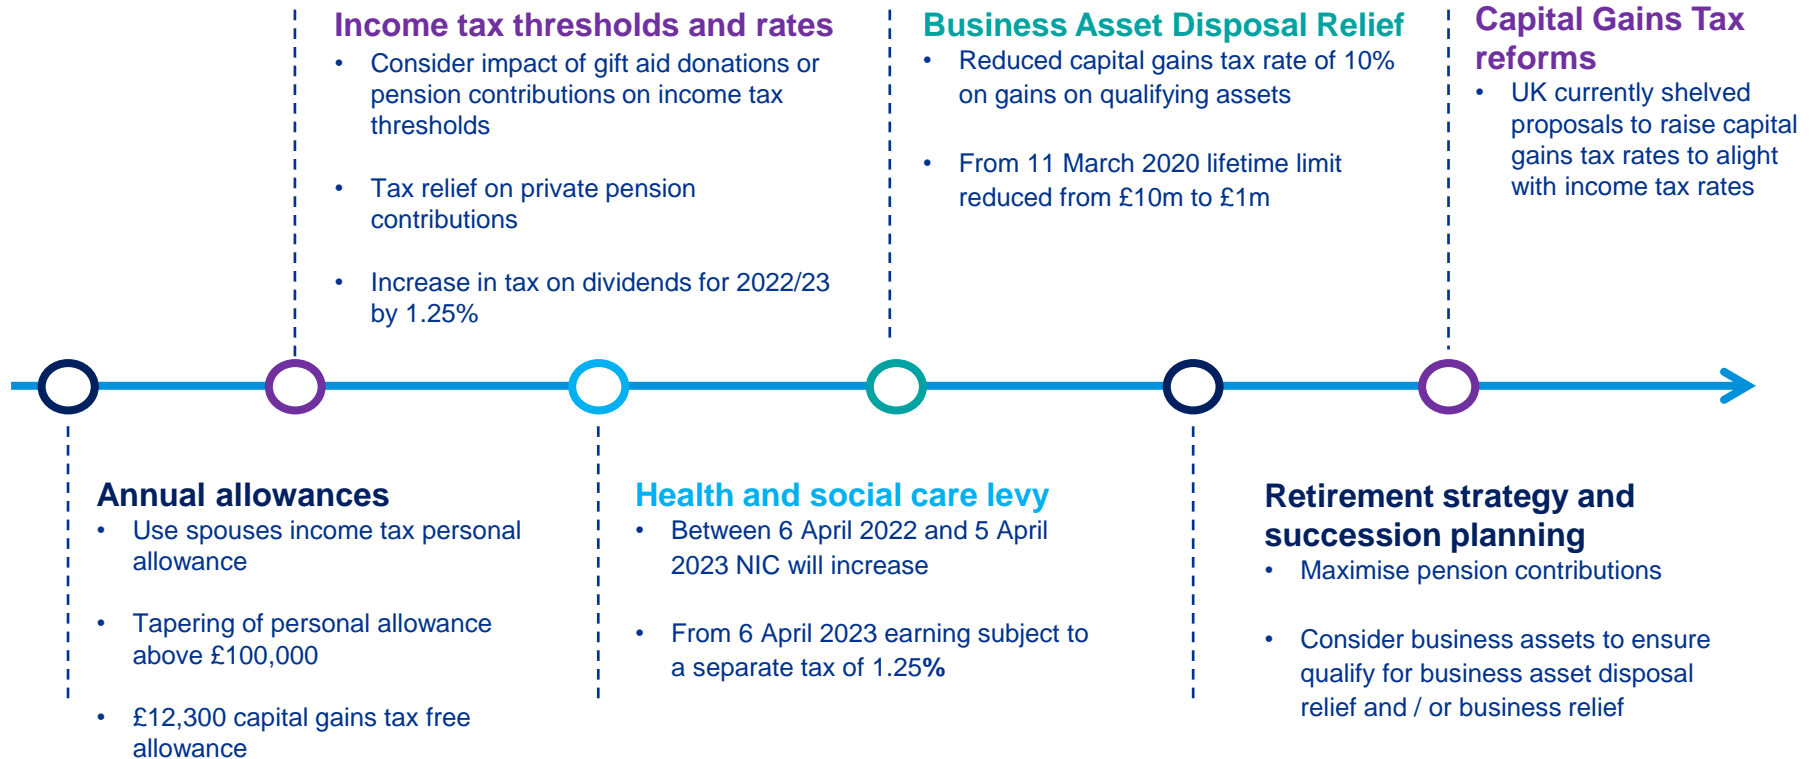 Income tax thresholds and rates
• Consider impact of gift aid donations or
pension contributions on income tax
thresholds
• Tax relief on private pension
contributions
• Increase in tax on dividends for 2022/23
by 1.25%
Business Asset Disposal Relief
• Reduced capital gains tax rate of 10%
on gains on qualifying assets
• From 11 March 2020 lifetime limit
reduced from £10m to £1m
Capital Gains Tax
reforms
• UK currently shelved
proposals to raise capital
gains tax rates to alight
with income tax rates
Annual allowances
• Use spouses income tax personal
allowance
• Tapering of personal allowance
above £100,000
• £12,300 capital gains tax free
allowance
Health and social care levy
• Between 6 April 2022 and 5 April
2023 NIC will increase
• From 6 April 2023 earning subject to
a separate tax of 1.25%
Retirement strategy and
succession planning
• Maximise pension contributions
• Consider business assets to ensure
qualify for business asset disposal
relief and / or business relief